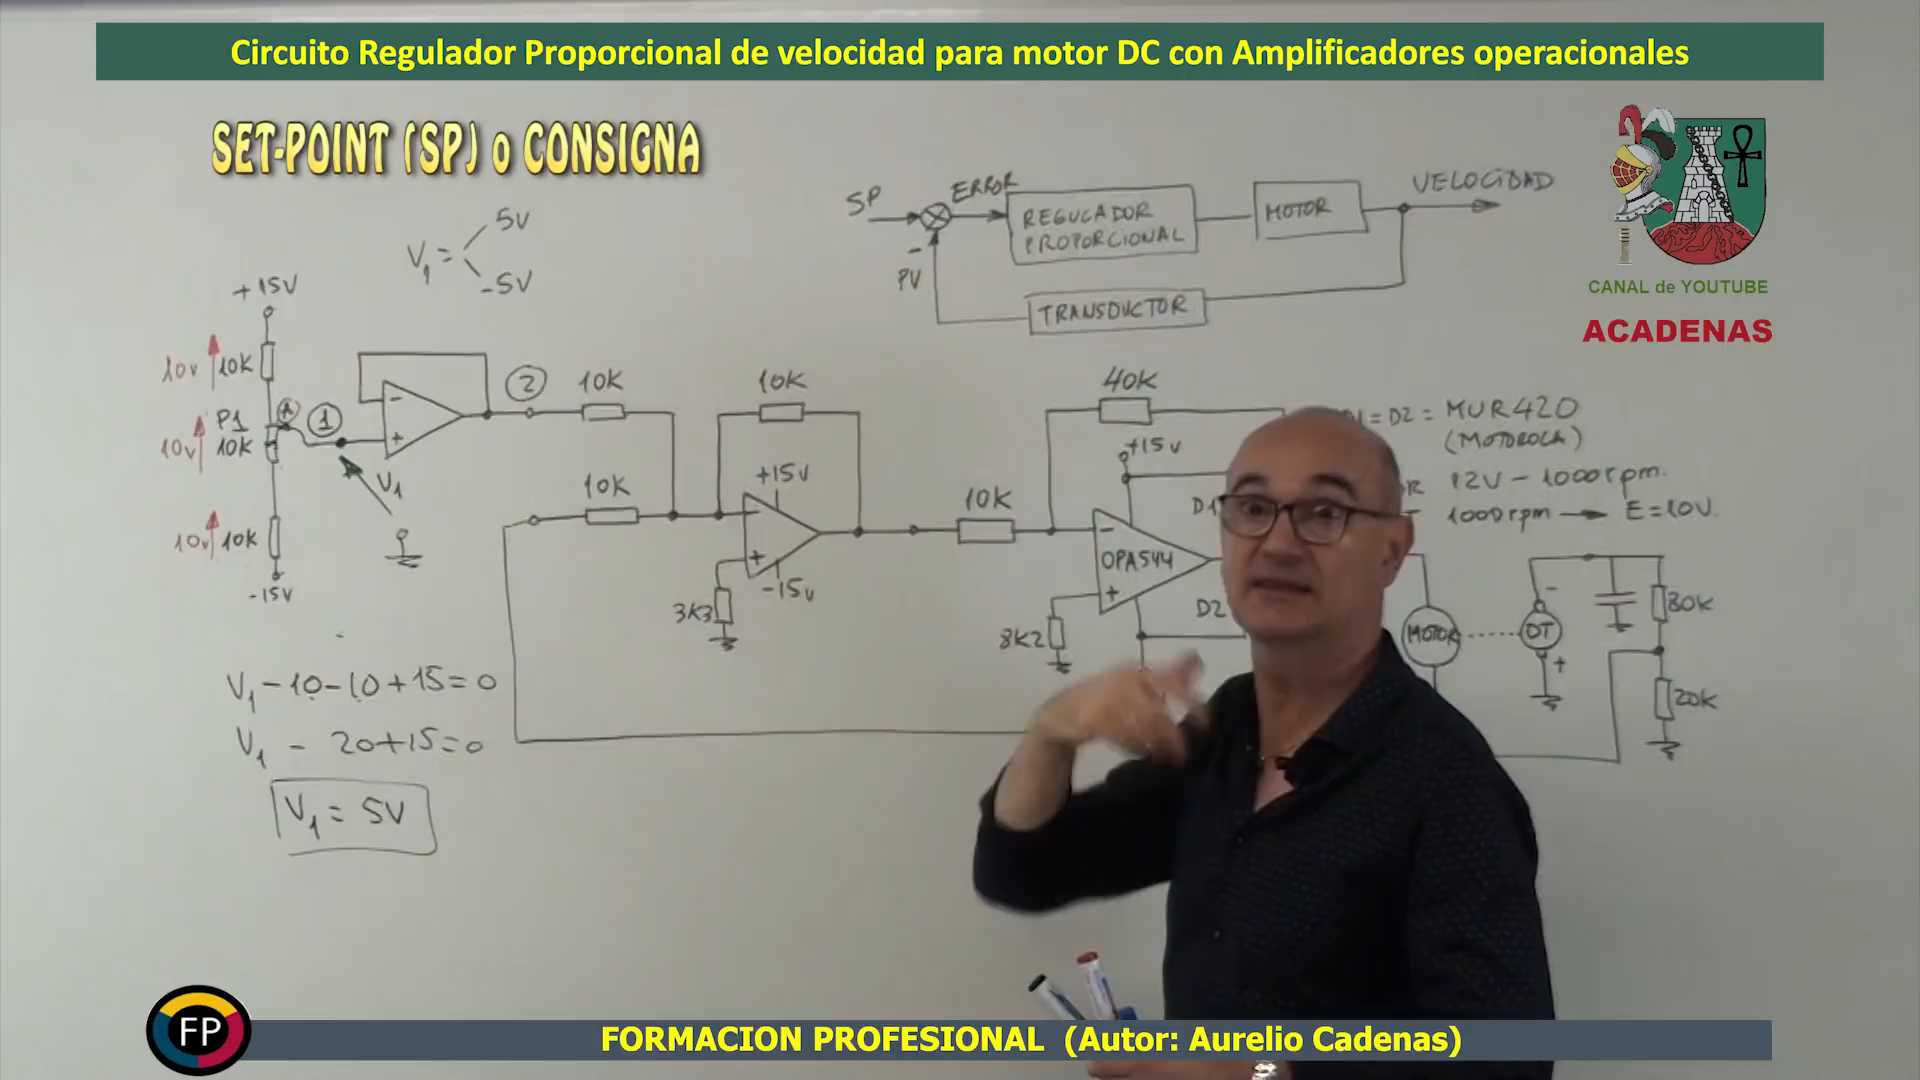 Circuito Regulador Proporcional de velocidad para motor DC con Amplificadores operacionales
SET-POINT (SP) o CONSIGNA
CANAL de YOUTUBE
ACADENAS
SP
ERROR
REGULADOR
PROPORCIONAL
MOTOR
VELOCIDAD
-
PV
TRANSDUCTOR
V1 =
5V
-5V
+15V
10V
10K
P1
10K
10V
10V
10K
-15V
A
1
V1
-
+
2
10K
10K
10K
+15V
-
+
-15V
3K3
10K
40K
+15V
-
OPA544
+
8K2
D1
D2
= D2 = MUR420
(MOTOROLA)
12V - 1000rpm.
1000rpm → E=10V.
MOTOR
DT
-
+
80K
20K
V1 - 10 - 10 + 15 = 0
V1 - 20 + 15 = 0
V1 = 5V
FP
FORMACION PROFESIONAL (Autor: Aurelio Cadenas)